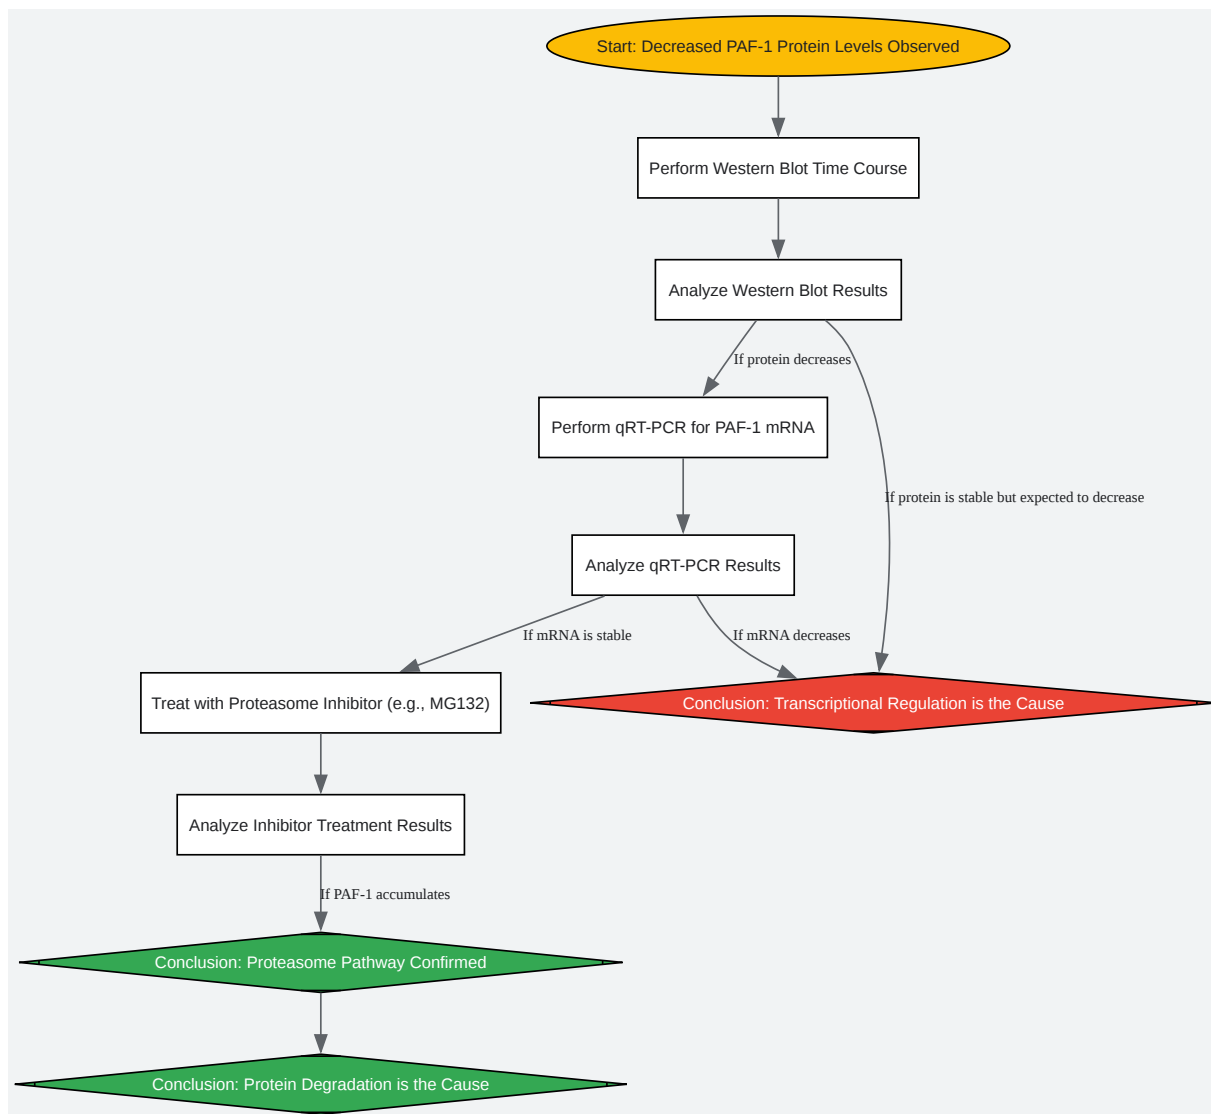 Start: Decreased PAF-1 Protein Levels Observed
Perform Western Blot Time Course
Analyze Western Blot Results
If protein decreases
Perform qRT-PCR for PAF-1 mRNA
If protein is stable but expected to decrease
Analyze qRT-PCR Results
If mRNA is stable
If mRNA decreases
Treat with Proteasome Inhibitor (e.g., MG132)
Conclusion: Transcriptional Regulation is the Cause
Analyze Inhibitor Treatment Results
If PAF-1 accumulates
Conclusion: Proteasome Pathway Confirmed
Conclusion: Protein Degradation is the Cause